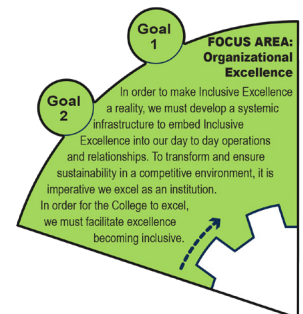 Goal
1
Goal
2
FOCUS AREA:
Organizational
Excellence
In order to make Inclusive Excellence
a reality, we must develop a systemic
infrastructure to embed Inclusive
Excellence into our day to day operations
and relationships. To transform and ensure
sustainability in a competitive environment, it is
imperative we excel as an institution.
In order for the College to excel,
we must facilitate excellence
becoming inclusive.